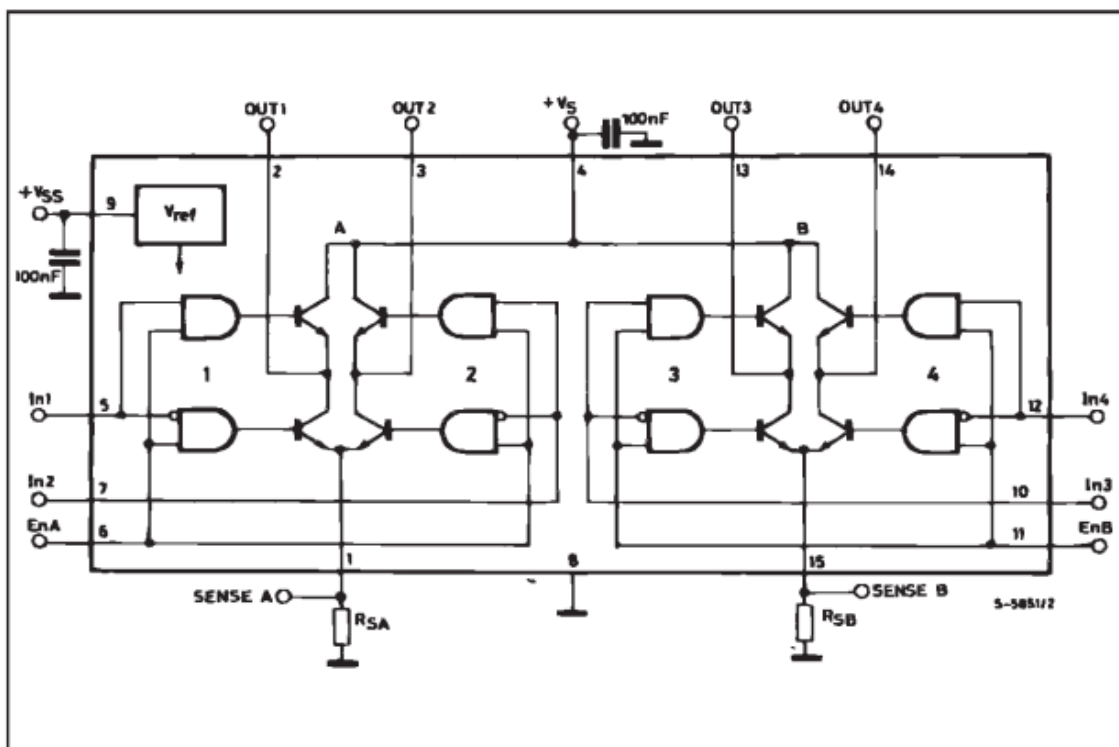 OUT1
OUT2
+VS
100nF
OUT3
OUT4
2
3
4
13
14
+VSS
9
Vref
100nF
A
B
1
2
3
4
In1
5
12
In4
In2
7
10
In3
EnA
6
11
EnB
1
8
15
SENSE A
RSA
SENSE B
RSB
S-5851/2